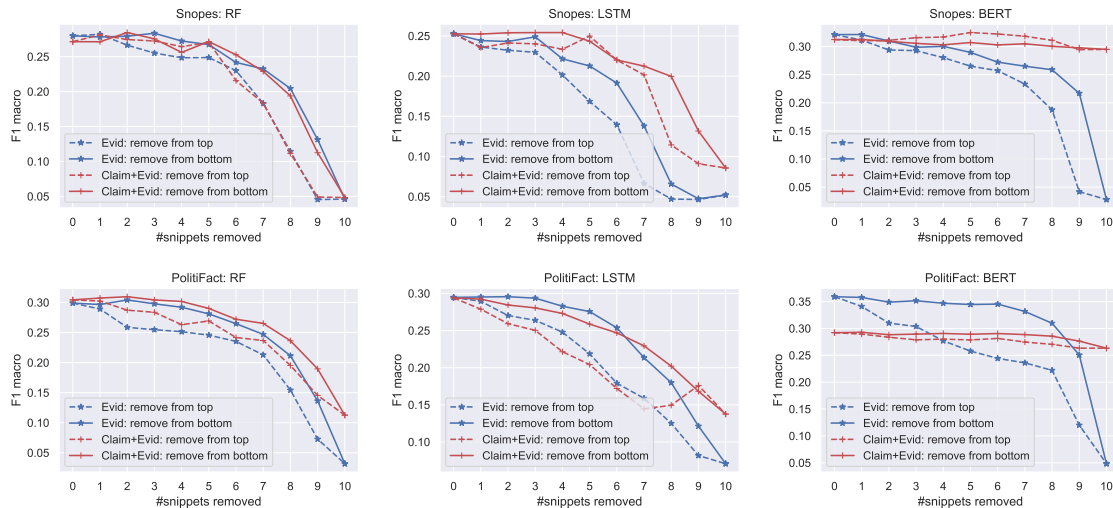 Snopes: RF
F1 macro
0.25
0.20
0.15
0.10
0.05
Evid: remove from top
Evid: remove from bottom
Claim+Evid: remove from top
Claim+Evid: remove from bottom
0 1 2 3 4 5 6 7 8 9 10
#snippets removed
Snopes: LSTM
F1 macro
0.25
0.20
0.15
0.10
0.05
Evid: remove from top
Evid: remove from bottom
Claim+Evid: remove from top
Claim+Evid: remove from bottom
0 1 2 3 4 5 6 7 8 9 10
#snippets removed
Snopes: BERT
F1 macro
0.30
0.25
0.20
0.15
0.10
0.05
Evid: remove from top
Evid: remove from bottom
Claim+Evid: remove from top
Claim+Evid: remove from bottom
0 1 2 3 4 5 6 7 8 9 10
#snippets removed
PolitiFact: RF
F1 macro
0.30
0.25
0.20
0.15
0.10
0.05
Evid: remove from top
Evid: remove from bottom
Claim+Evid: remove from top
Claim+Evid: remove from bottom
0 1 2 3 4 5 6 7 8 9 10
#snippets removed
PolitiFact: LSTM
F1 macro
0.30
0.25
0.20
0.15
0.10
Evid: remove from top
Evid: remove from bottom
Claim+Evid: remove from top
Claim+Evid: remove from bottom
0 1 2 3 4 5 6 7 8 9 10
#snippets removed
PolitiFact: BERT
F1 macro
0.35
0.30
0.25
0.20
0.15
0.10
0.05
Evid: remove from top
Evid: remove from bottom
Claim+Evid: remove from top
Claim+Evid: remove from bottom
0 1 2 3 4 5 6 7 8 9 10
#snippets removed